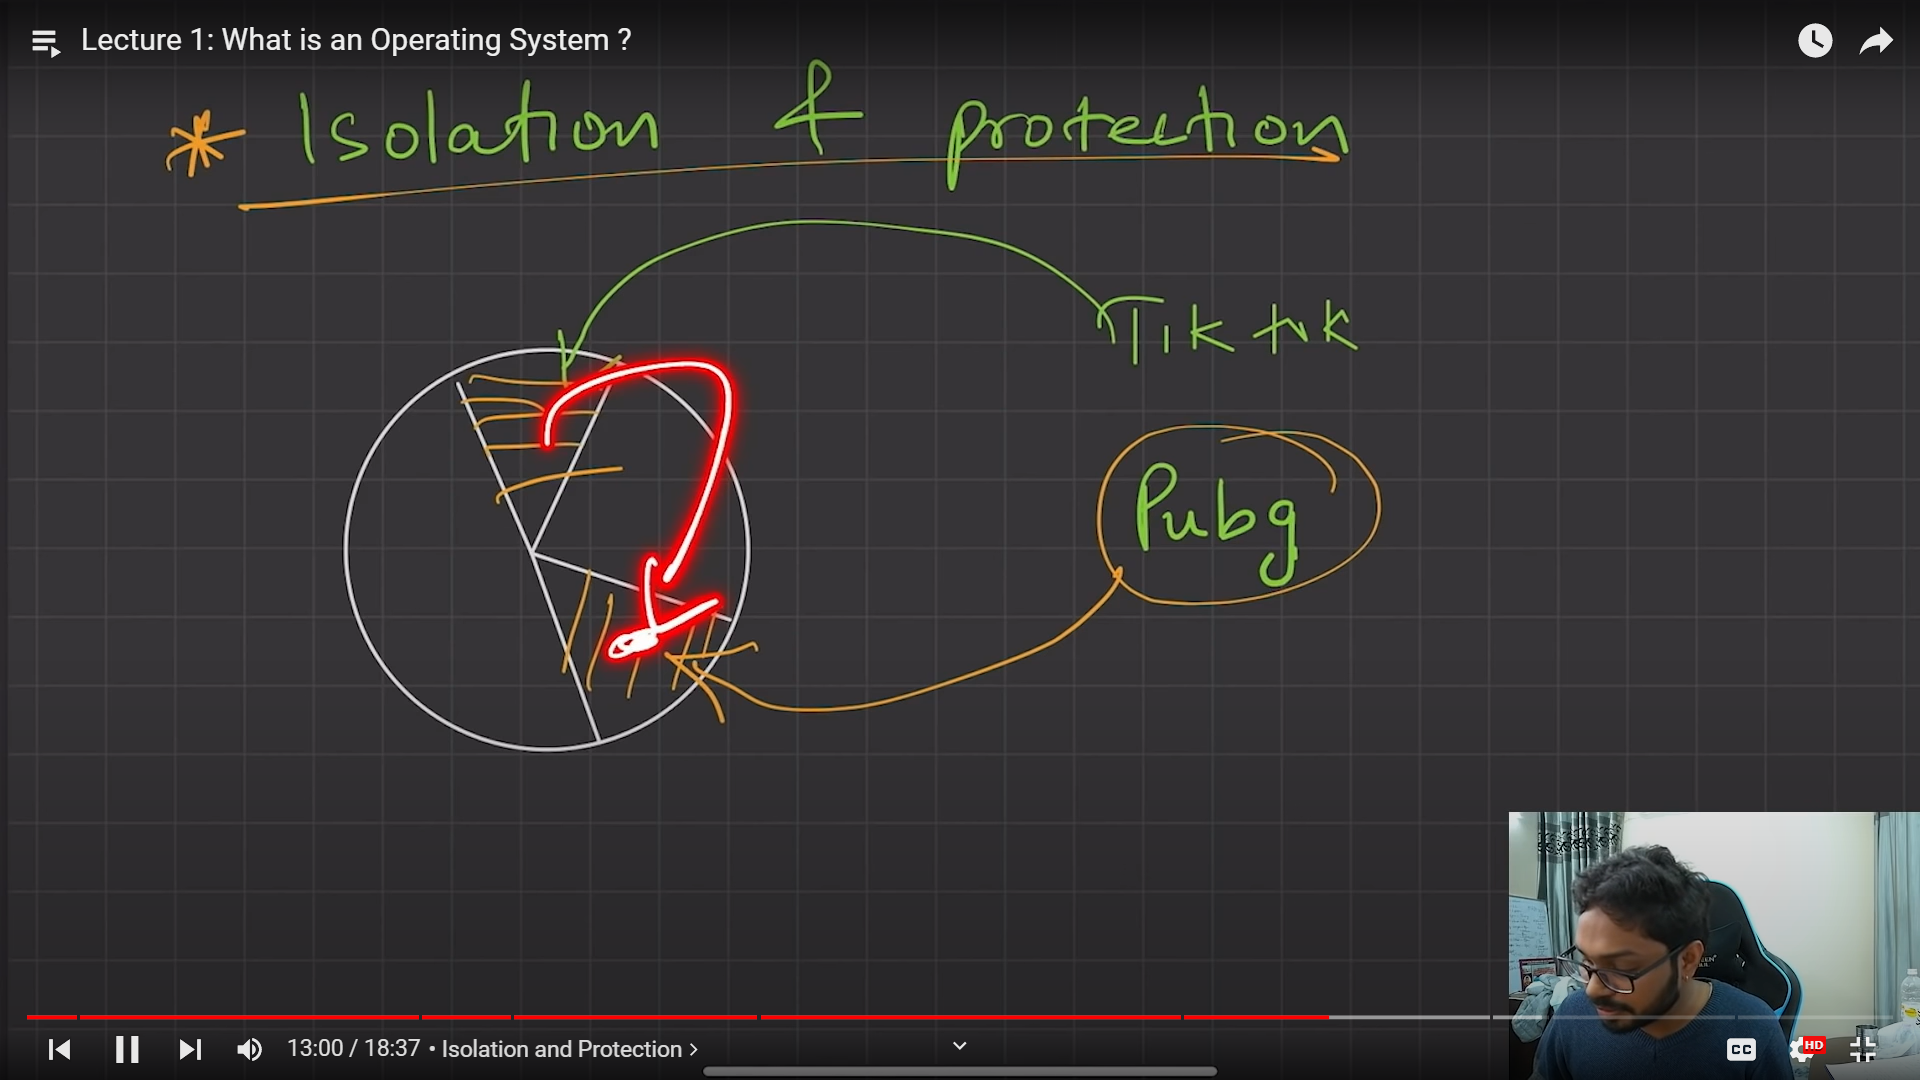 Lecture 1: What is an Operating System ?
* Isolation & protection
Tiktok
Pubg
13:00 / 18:37 • Isolation and Protection ›
CC
HD